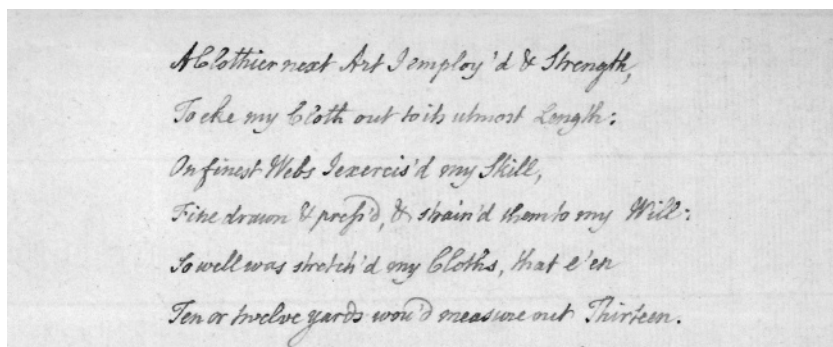 A Clothier next Art I employ'd & Strength,
To eke my Cloth out to its utmost Length:
On finest Webs I exercis'd my Skill,
Fine drawn & press'd, & strain'd them to my Will:
So well was stretch'd my Cloths, that e'en
Ten or twelve yards wou'd measure out Thirteen.